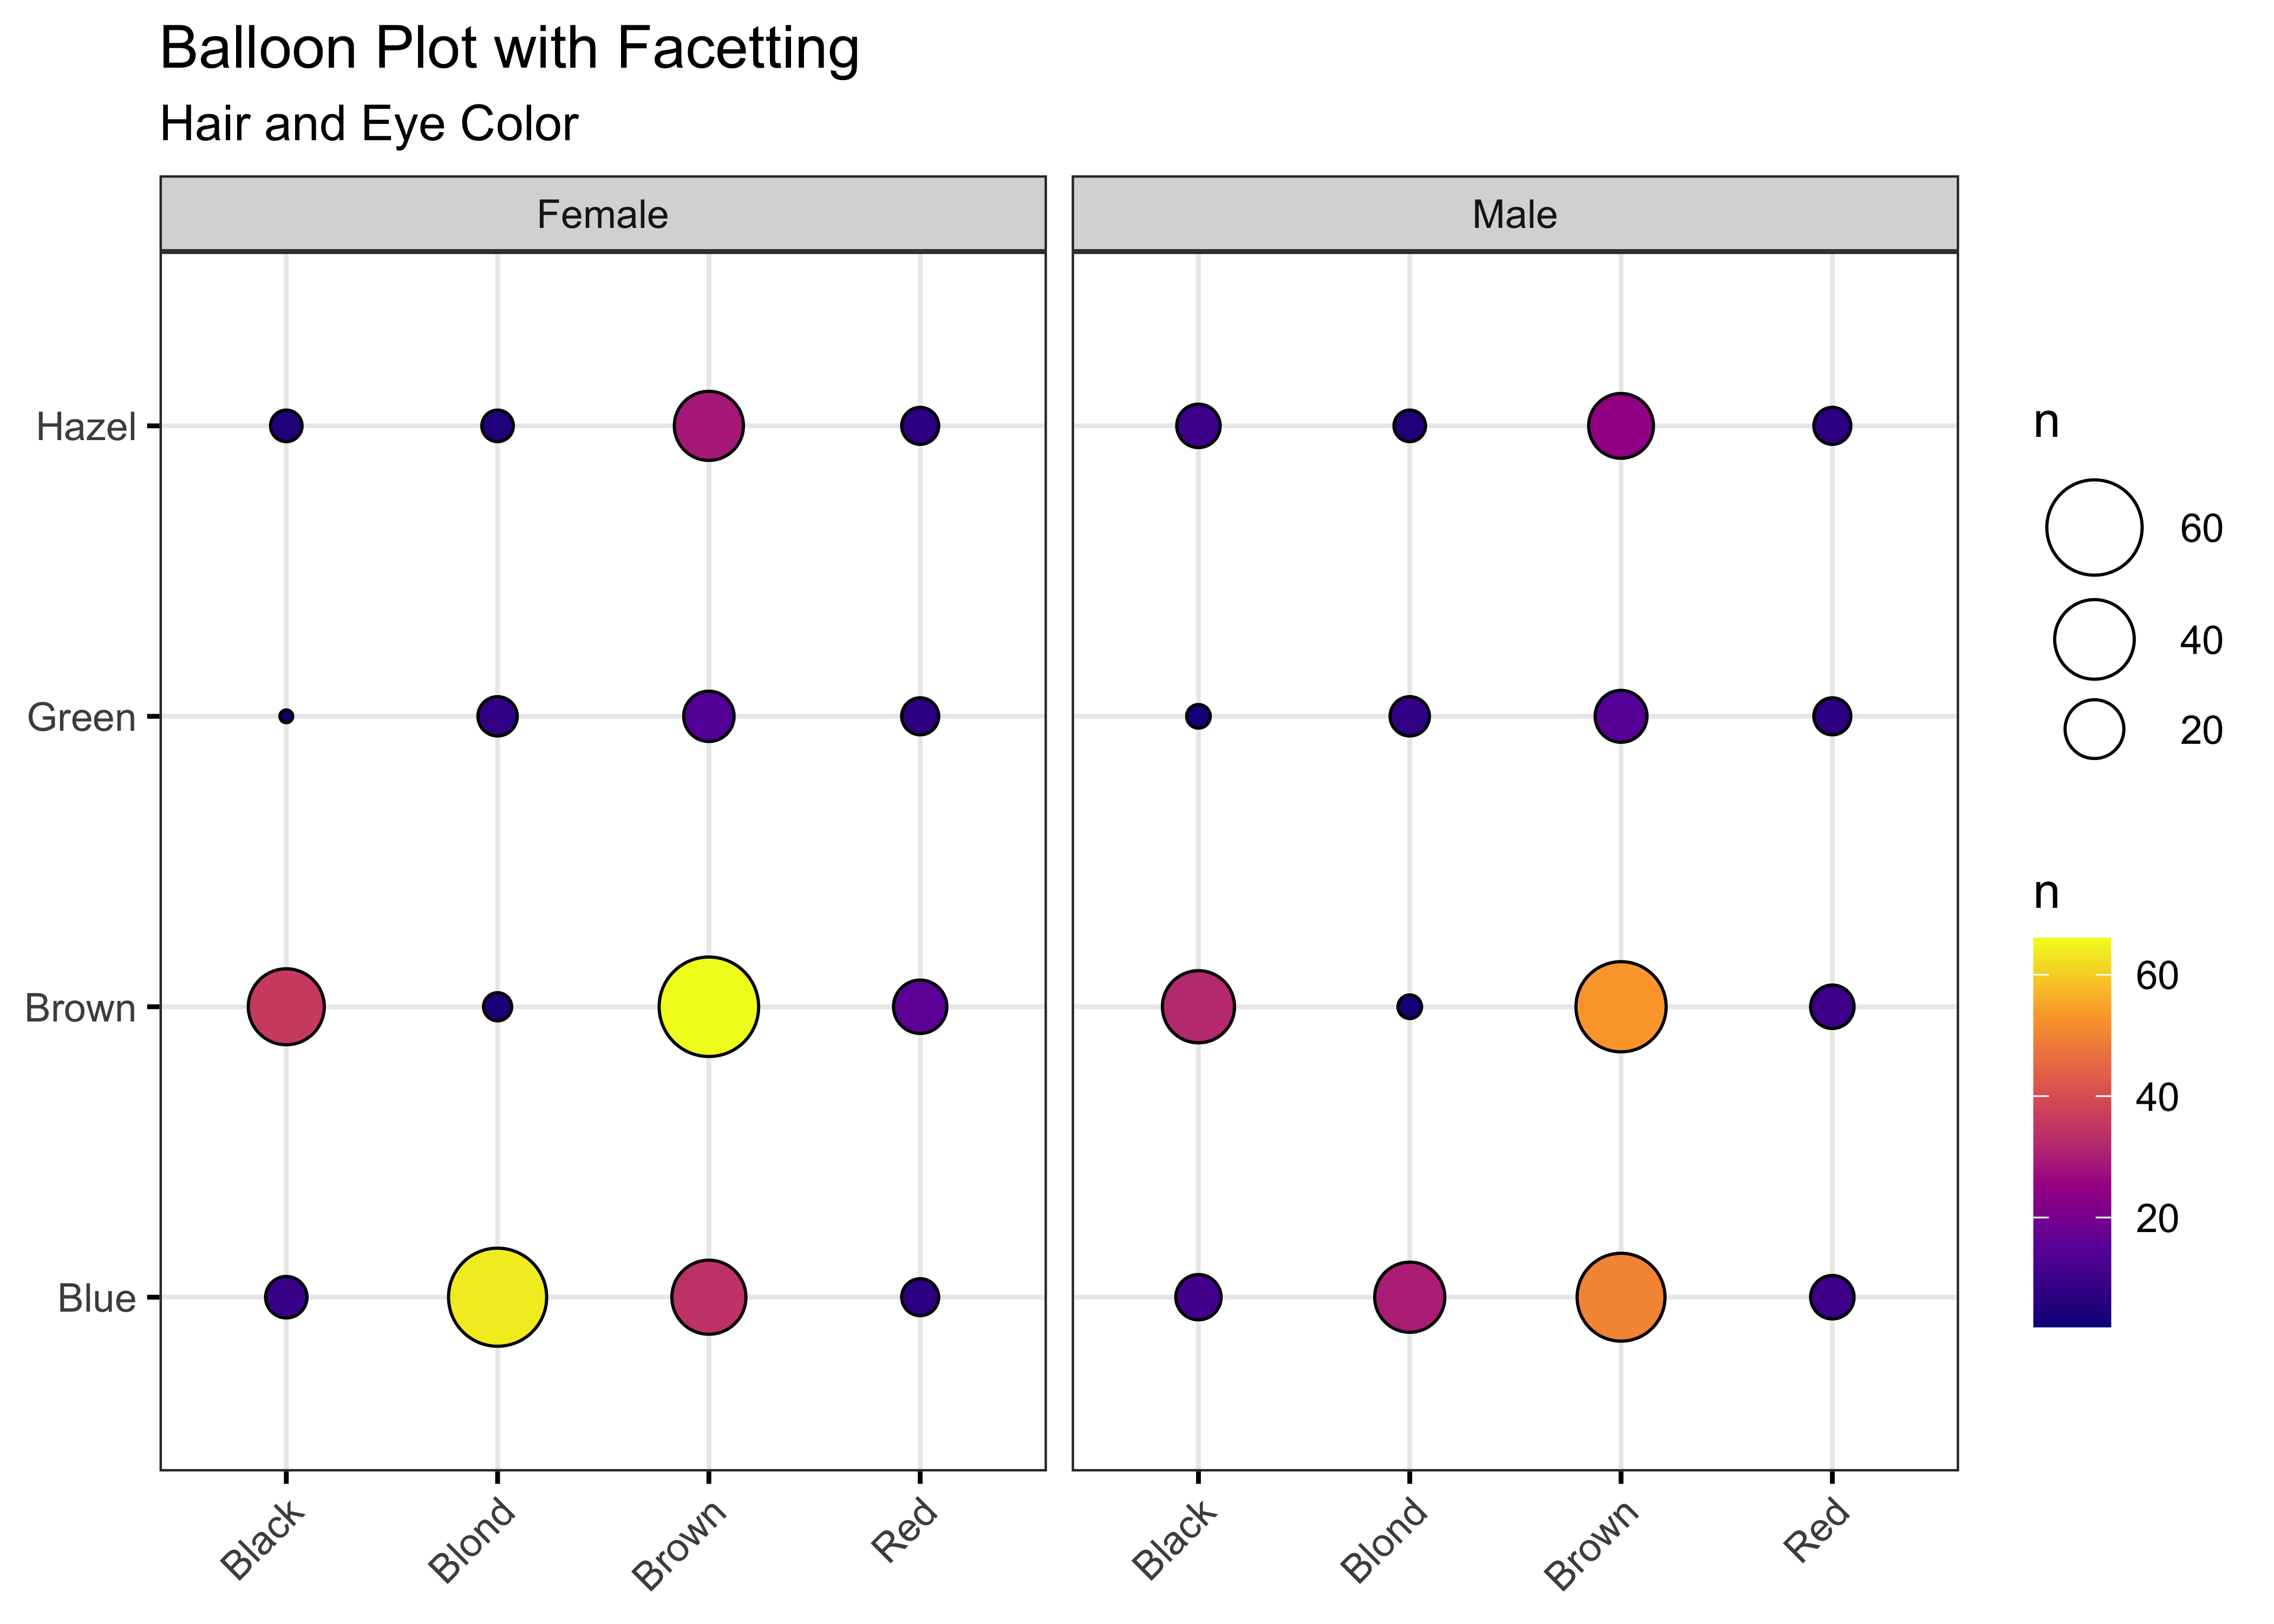 Balloon Plot with Facetting
Hair and Eye Color
Female
Male
Hazel
Green
Brown
Blue
Black
Blond
Brown
Red
Black
Blond
Brown
Red
n
60
40
20
n
60
40
20